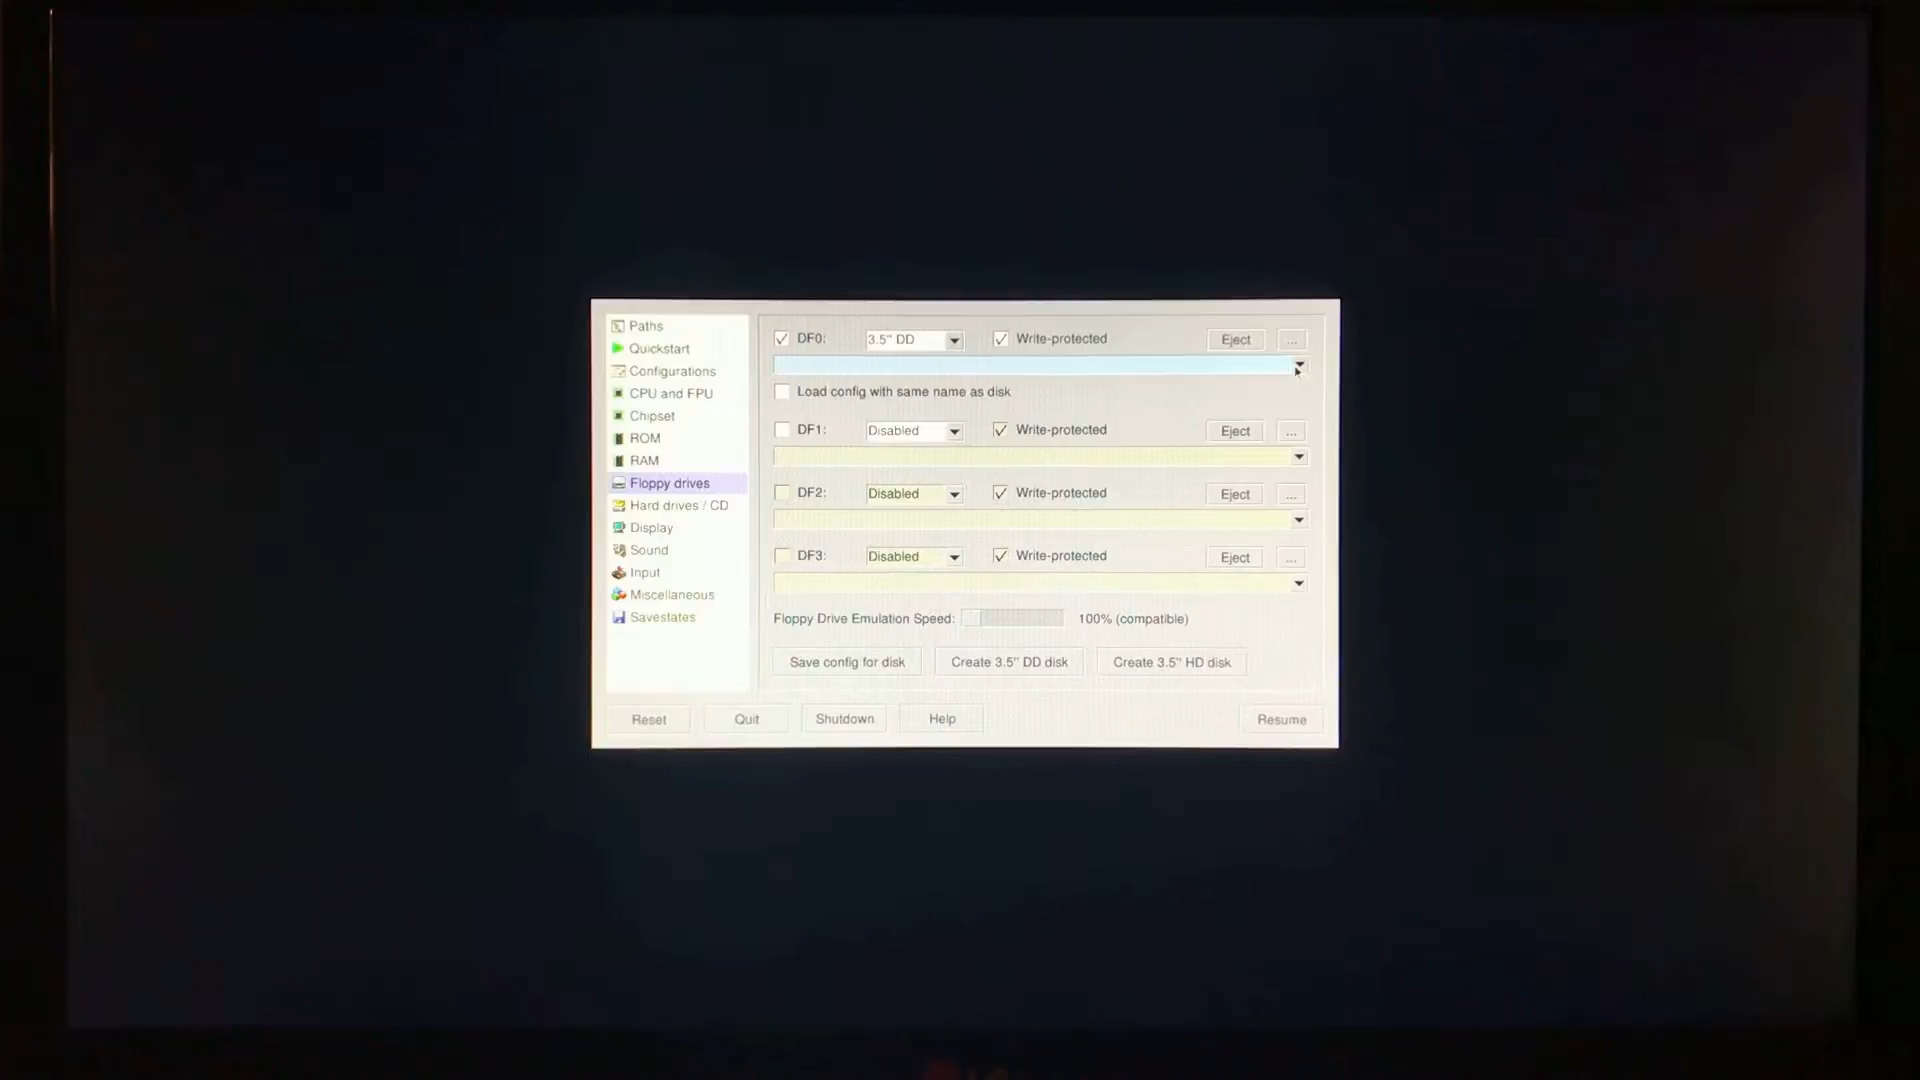 Paths
Quickstart
Configurations
CPU and FPU
Chipset
ROM
RAM
Floppy drives
Hard drives / CD
Display
Sound
Input
Miscellaneous
Savestates
DF0: 3.5'' DD Write-protected Eject ...
Load config with same name as disk
DF1: Disabled Write-protected Eject ...
DF2: Disabled Write-protected Eject ...
DF3: Disabled Write-protected Eject ...
Floppy Drive Emulation Speed: 100% (compatible)
Save config for disk Create 3.5'' DD disk Create 3.5'' HD disk
Reset Quit Shutdown Help Resume